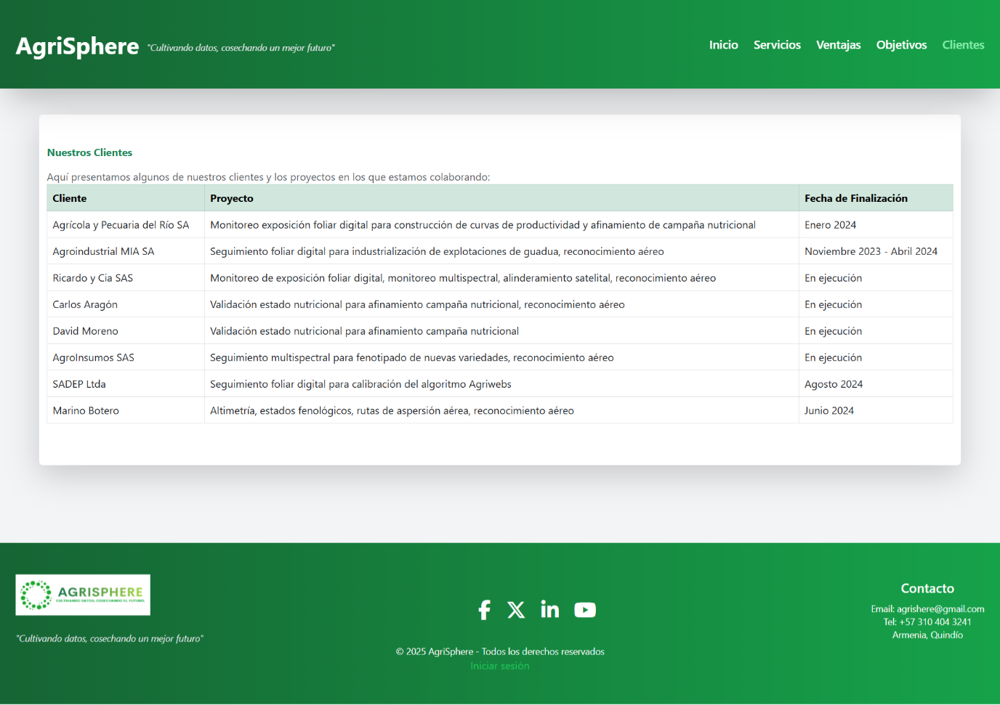 AgriSphere "Cultivando datos, cosechando un mejor futuro" Inicio Servicios Ventajas Objetivos Clientes
Nuestros Clientes
Aquí presentamos algunos de nuestros clientes y los proyectos en los que estamos colaborando:
Cliente Proyecto Fecha de Finalización
Agrícola y Pecuaria del Río SA Monitoreo exposición foliar digital para construcción de curvas de productividad y afinamiento de campaña nutricional Enero 2024
Agroindustrial MIA SA Seguimiento foliar digital para industrialización de explotaciones de guadua, reconocimiento aéreo Noviembre 2023 - Abril 2024
Ricardo y Cia SAS Monitoreo de exposición foliar digital, monitoreo multispectral, alinderamiento satelital, reconocimiento aéreo En ejecución
Carlos Aragón Validación estado nutricional para afinamiento campaña nutricional, reconocimiento aéreo En ejecución
David Moreno Validación estado nutricional para afinamiento campaña nutricional En ejecución
AgroInsumos SAS Seguimiento multispectral para fenotipado de nuevas variedades, reconocimiento aéreo En ejecución
SADEP Ltda Seguimiento foliar digital para calibración del algoritmo Agriwebs Agosto 2024
Marino Botero Altimetría, estados fenológicos, rutas de aspersión aérea, reconocimiento aéreo Junio 2024
AGRISPHERE
CULTIVANDO DATOS, COSECHANDO EL FUTURO.
"Cultivando datos, cosechando un mejor futuro"
© 2025 AgriSphere - Todos los derechos reservados
Iniciar sesión
Contacto
Email: agrishere@gmail.com
Tel: +57 310 404 3241
Armenia, Quindío